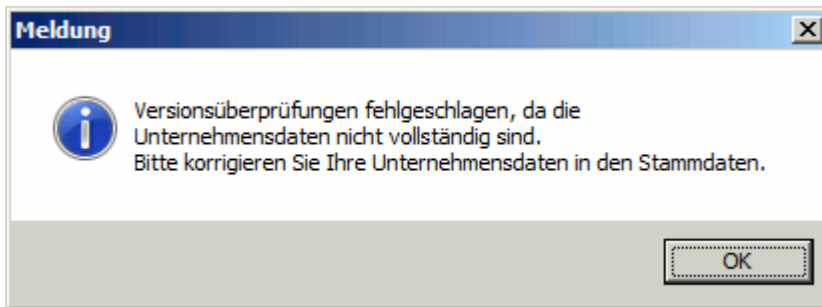 Meldung
Versionsüberprüfungen fehlgeschlagen, da die
Unternehmensdaten nicht vollständig sind.
Bitte korrigieren Sie Ihre Unternehmensdaten in den Stammdaten.
OK